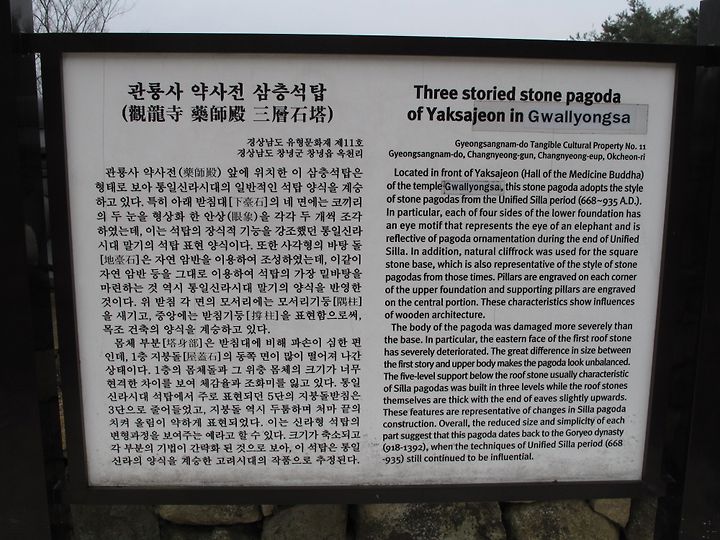 관룡사 약사전 삼층석탑
(觀龍寺 藥師殿 三層石塔)
경상남도 유형문화재 제11호
경상남도 창녕군 창녕읍 옥천리
관룡사 약사전(藥師殿) 앞에 위치한 이 삼층석탑은
형태로 보아 통일신라시대의 일반적인 석탑 양식을 계승
하고 있다. 특히 아래 받침대[下臺石]의 네 면에는 코끼리
의 두 눈을 형상화 한 안상(眼象)을 각각 두 개씩 조각
하였는데, 이는 석탑의 장식적 기능을 강조했던 통일신라
시대 말기의 석탑 표현 양식이다. 또한 사각형의 바탕 돌
[地臺石]은 자연 암반을 이용하여 조성하였는데, 이같이
자연 암반 등을 그대로 이용하여 석탑의 가장 밑바탕을
마련하는 것 역시 통일신라시대 말기의 양식을 반영한
것이다. 위 받침 각 면의 모서리에는 모서리기둥[隅柱]
을 새기고, 중앙에는 받침기둥[撑柱]을 표현함으로써,
목조 건축의 양식을 계승하고 있다.
몸체 부분[塔身部]은 받침대에 비해 파손이 심한 편
인데, 1층 지붕돌[屋蓋石]의 동쪽 면이 많이 떨어져 나간
상태이다. 1층의 몸체돌과 그 위층 몸체의 크기가 너무
현격한 차이를 보여 체감율과 조화미를 잃고 있다. 통일
신라시대 석탑에서 주로 표현되던 5단의 지붕돌받침은
3단으로 줄어들었고, 지붕돌 역시 두툼하며 처마 끝의
치켜 올림이 약하게 표현되었다. 이는 신라형 석탑의
변형과정을 보여주는 예라고 할 수 있다. 크기가 축소되고
각 부분의 기법이 간략화 된 것으로 보아, 이 석탑은 통일
신라의 양식을 계승한 고려시대의 작품으로 추정된다.
Three storied stone pagoda
of Yaksajeon in Gwallyongsa
Gyeongsangnam-do Tangible Cultural Property No. 11
Gyeongsangnam-do, Changnyeong-gun, Changnyeong-eup, Okcheon-ri
Located in front of Yaksajeon (Hall of the Medicine Buddha)
of the temple Gwallyongsa, this stone pagoda adopts the style
of stone pagodas from the Unified Silla period (668~935 A.D.).
In particular, each of four sides of the lower foundation has
an eye motif that represents the eye of an elephant and is
reflective of pagoda ornamentation during the end of Unified
Silla. In addition, natural cliffrock was used for the square
stone base, which is also representative of the style of stone
pagodas from those times. Pillars are engraved on each corner
of the upper foundation and supporting pillars are engraved
on the central portion. These characteristics show influences
of wooden architecture.
The body of the pagoda was damaged more severely than
the base. In particular, the eastern face of the first roof stone
has severely deteriorated. The great difference in size between
the first story and upper body makes the pagoda look unbalanced.
The five-level support below the roof stone usually characteristic
of Silla pagodas was built in three levels while the roof stones
themselves are thick with the end of eaves slightly upwards.
These features are representative of changes in Silla pagoda
construction. Overall, the reduced size and simplicity of each
part suggest that this pagoda dates back to the Goryeo dynasty
(918-1392), when the techniques of Unified Silla period (668
-935) still continued to be influential.